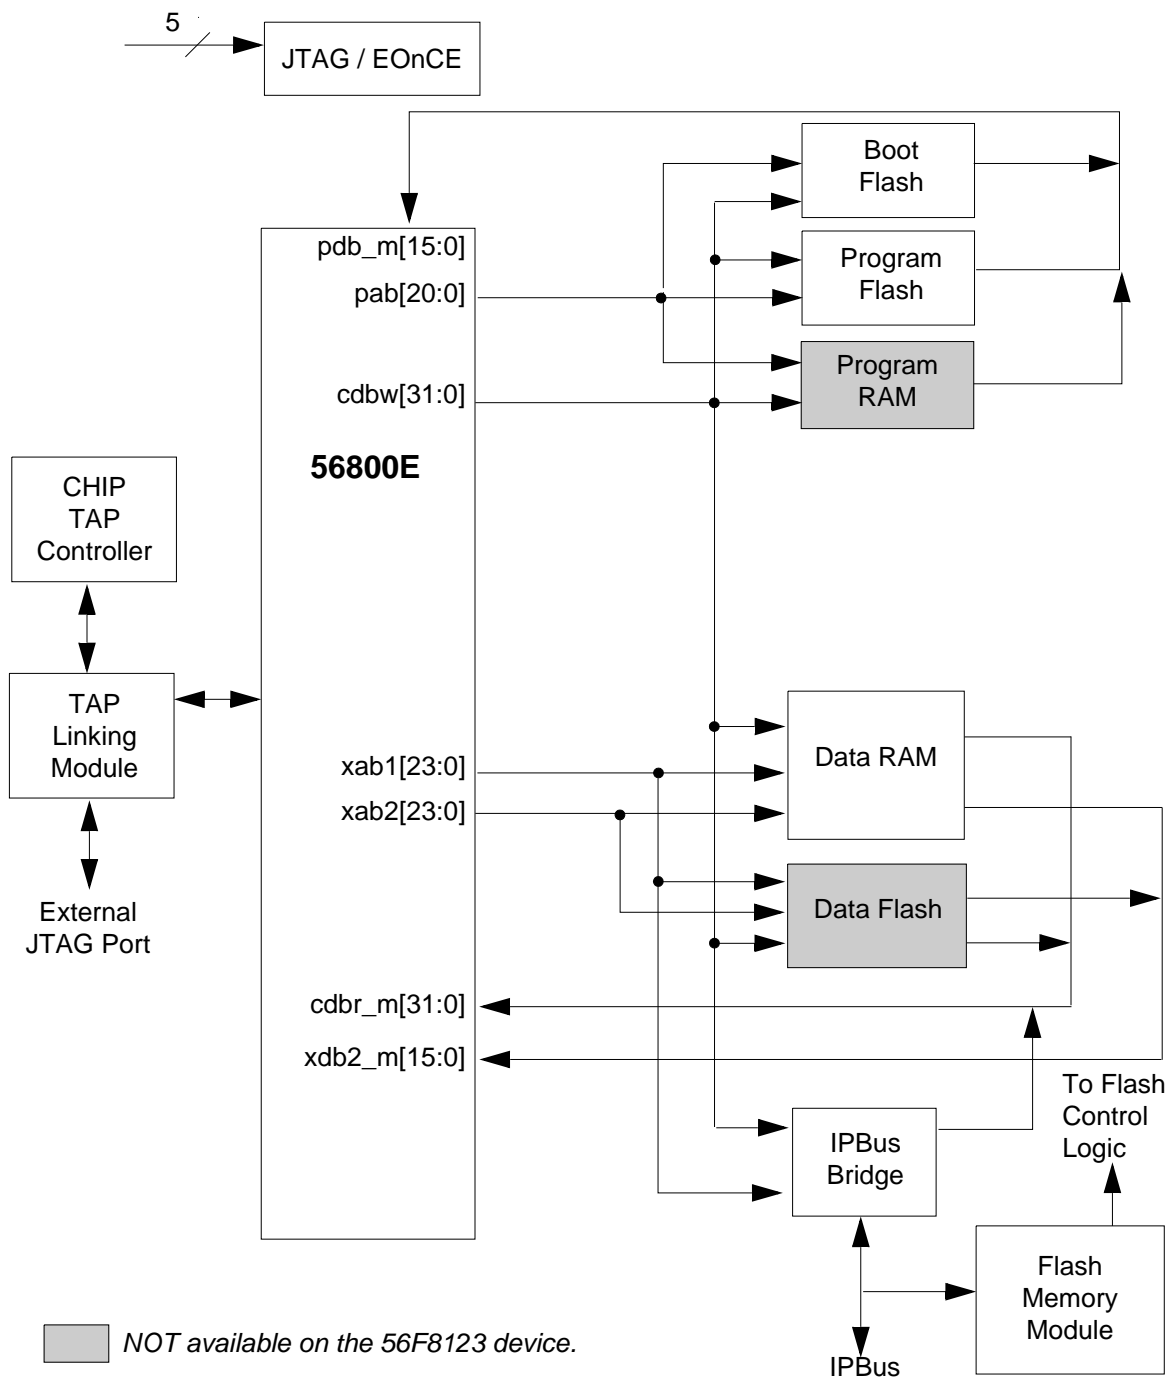 5
JTAG / EOnCE
Boot
Flash
pdb_m[15:0]
Program
Flash
pab[20:0]
Program
RAM
cdbw[31:0]
56800E
CHIP
TAP
Controller
TAP
Linking
Module
Data RAM
xab1[23:0]
xab2[23:0]
External
JTAG Port
Data Flash
cdbr_m[31:0]
xdb2_m[15:0]
To Flash
Control
Logic
IPBus
Bridge
Flash
Memory
Module
NOT available on the 56F8123 device.
IPBus